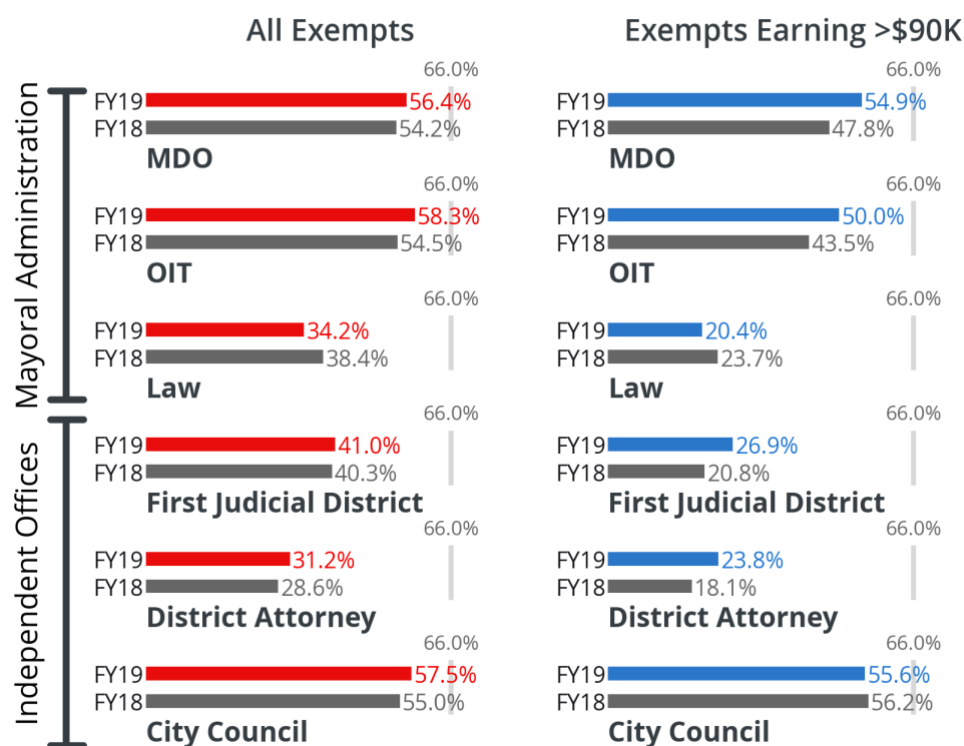 All Exempts
Exempts Earning >$90K
Mayoral Administration
66.0%
66.0%
FY19 56.4%
FY19 54.9%
FY18 54.2%
FY18 47.8%
MDO
MDO
66.0%
66.0%
FY19 58.3%
FY19 50.0%
FY18 54.5%
FY18 43.5%
OIT
OIT
66.0%
66.0%
FY19 34.2%
FY19 20.4%
FY18 38.4%
FY18 23.7%
Law
Law
Independent Offices
66.0%
66.0%
FY19 41.0%
FY19 26.9%
FY18 40.3%
FY18 20.8%
First Judicial District
First Judicial District
66.0%
66.0%
FY19 31.2%
FY19 23.8%
FY18 28.6%
FY18 18.1%
District Attorney
District Attorney
66.0%
66.0%
FY19 57.5%
FY19 55.6%
FY18 55.0%
FY18 56.2%
City Council
City Council